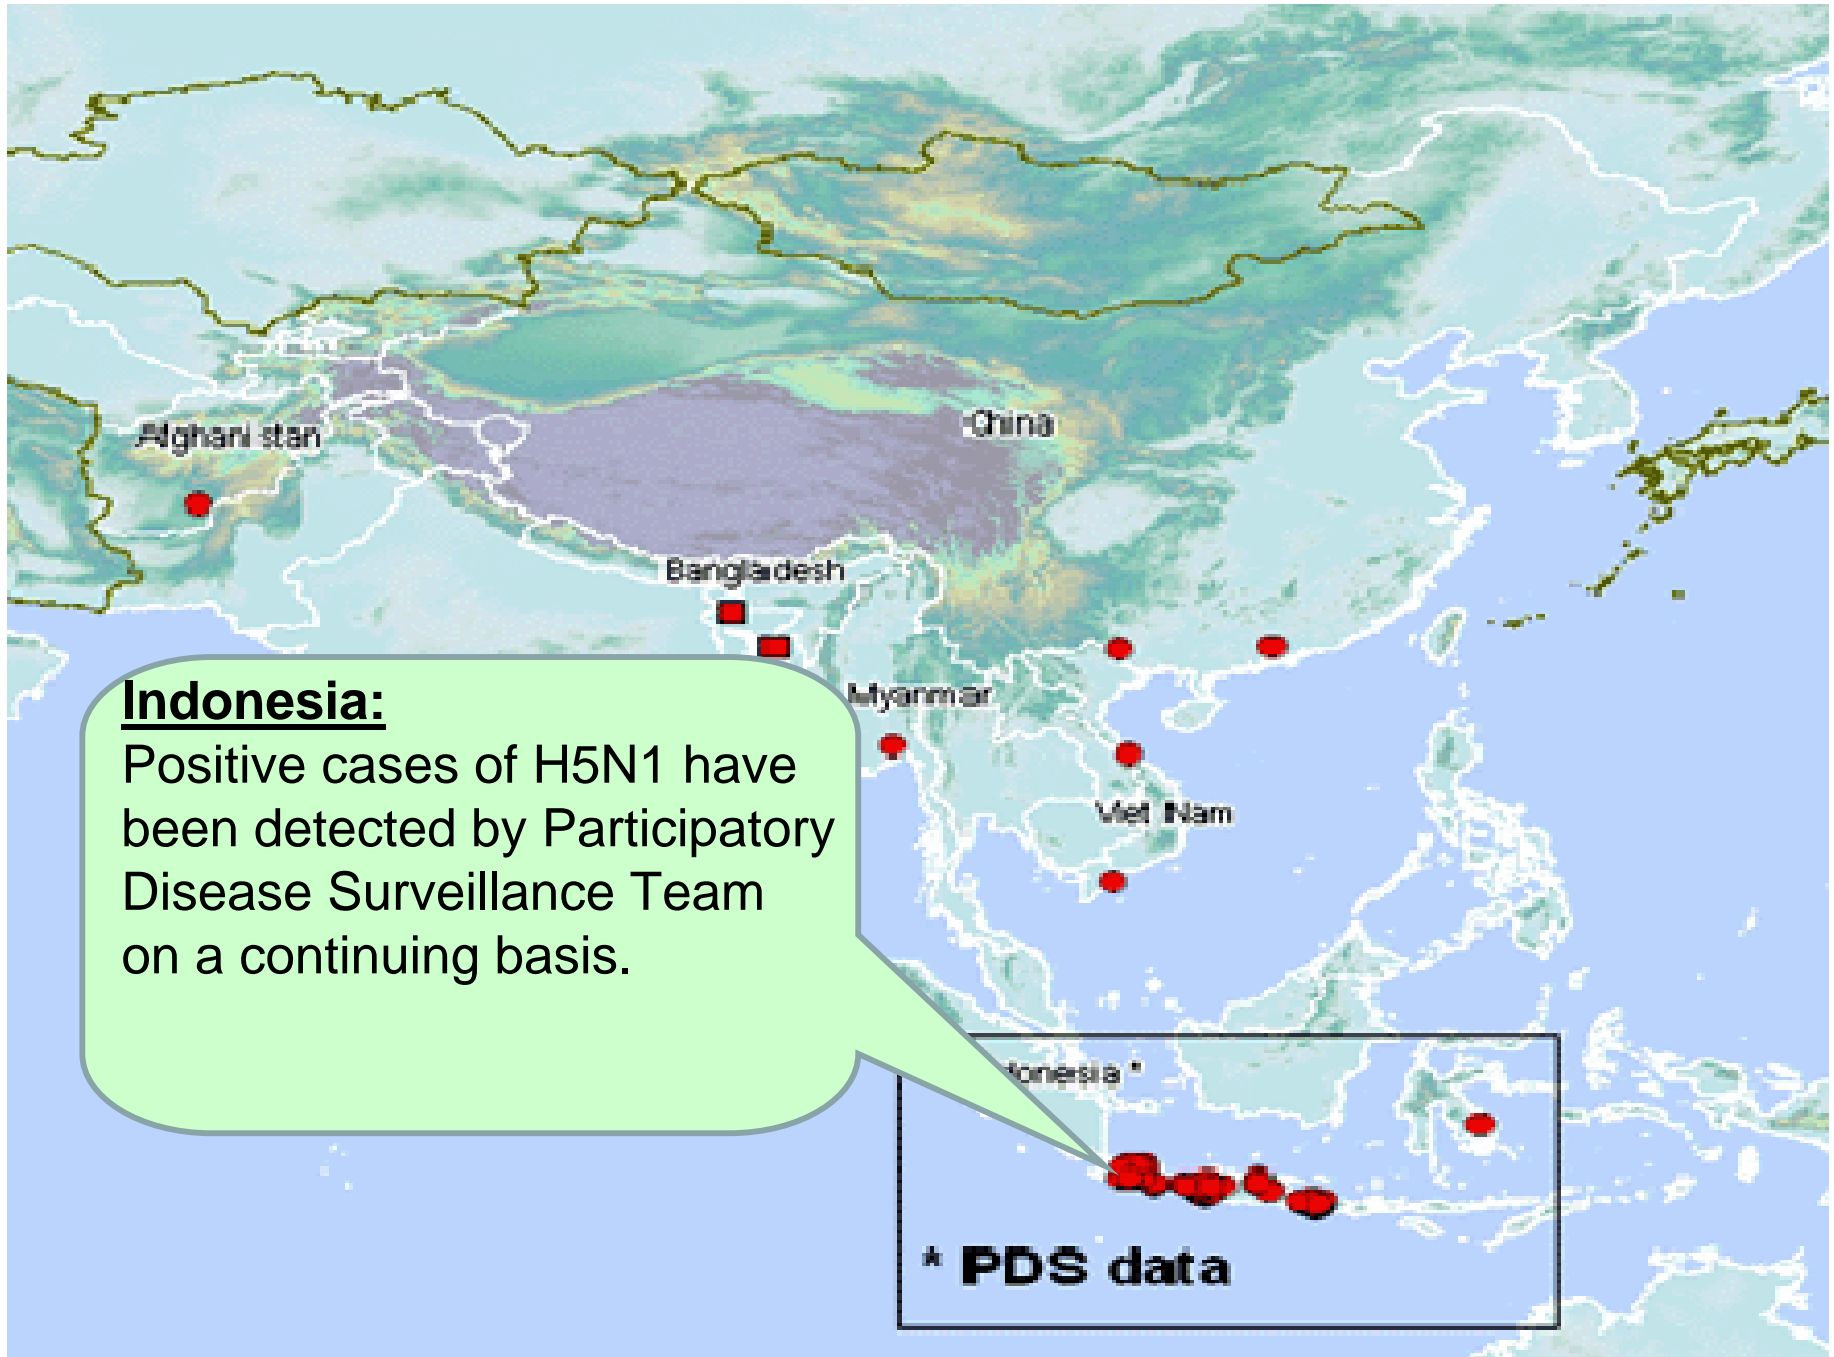 Afghanistan
China
Bangladesh
Myanmar
Viet Nam
Indonesia:
Positive cases of H5N1 have
been detected by Participatory
Disease Surveillance Team
on a continuing basis.
donesia *
* PDS data